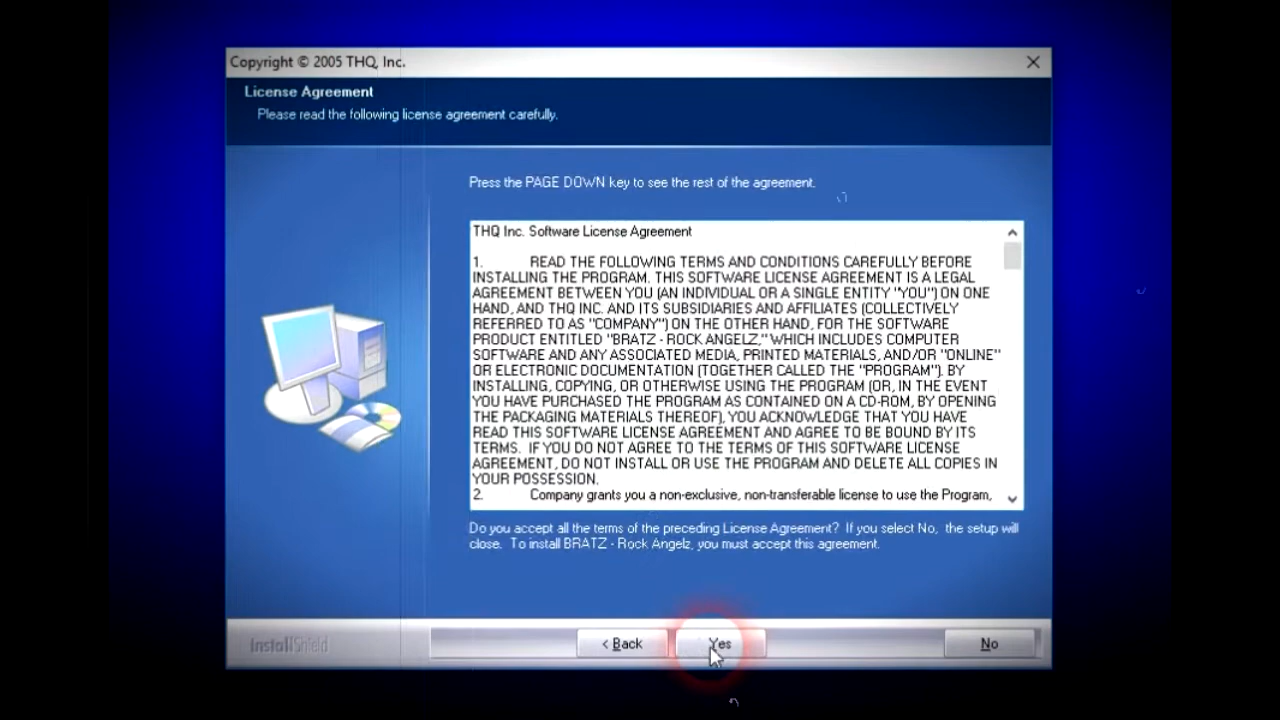 Copyright © 2005 THQ, Inc.
License Agreement
Please read the following license agreement carefully.
Press the PAGE DOWN key to see the rest of the agreement.
THQ Inc. Software License Agreement
1. READ THE FOLLOWING TERMS AND CONDITIONS CAREFULLY BEFORE
INSTALLING THE PROGRAM. THIS SOFTWARE LICENSE AGREEMENT IS A LEGAL
AGREEMENT BETWEEN YOU (AN INDIVIDUAL OR A SINGLE ENTITY "YOU") ON ONE
HAND, AND THQ INC. AND ITS SUBSIDIARIES AND AFFILIATES (COLLECTIVELY
REFERRED TO AS "COMPANY") ON THE OTHER HAND, FOR THE SOFTWARE
PRODUCT ENTITLED "BRATZ - ROCK ANGELZ," WHICH INCLUDES COMPUTER
SOFTWARE AND ANY ASSOCIATED MEDIA, PRINTED MATERIALS, AND/OR "ONLINE"
OR ELECTRONIC DOCUMENTATION (TOGETHER CALLED THE "PROGRAM"). BY
INSTALLING, COPYING, OR OTHERWISE USING THE PROGRAM (OR, IN THE EVENT
YOU HAVE PURCHASED THE PROGRAM AS CONTAINED ON A CD-ROM, BY OPENING
THE PACKAGING MATERIALS THEREOF), YOU ACKNOWLEDGE THAT YOU HAVE
READ THIS SOFTWARE LICENSE AGREEMENT AND AGREE TO BE BOUND BY ITS
TERMS. IF YOU DO NOT AGREE TO THE TERMS OF THIS SOFTWARE LICENSE
AGREEMENT, DO NOT INSTALL OR USE THE PROGRAM AND DELETE ALL COPIES IN
YOUR POSSESSION.
2. Company grants you a non-exclusive, non-transferable license to use the Program,
Do you accept all the terms of the preceding License Agreement? If you select No, the setup will
close. To install BRATZ - Rock Angelz, you must accept this agreement.
InstallShield
< Back
Yes
No